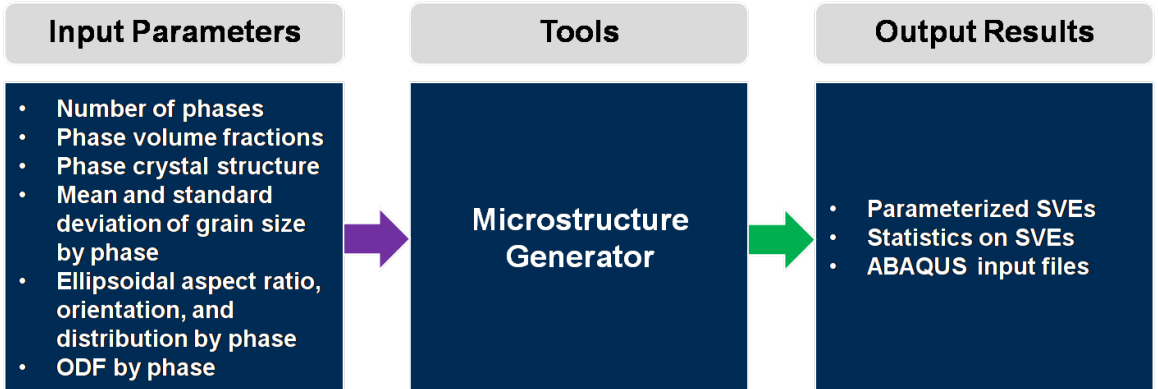 Input Parameters
• Number of phases
• Phase volume fractions
• Phase crystal structure
• Mean and standard
deviation of grain size
by phase
• Ellipsoidal aspect ratio,
orientation, and
distribution by phase
• ODF by phase
Tools
Microstructure
Generator
Output Results
• Parameterized SVEs
• Statistics on SVEs
• ABAQUS input files